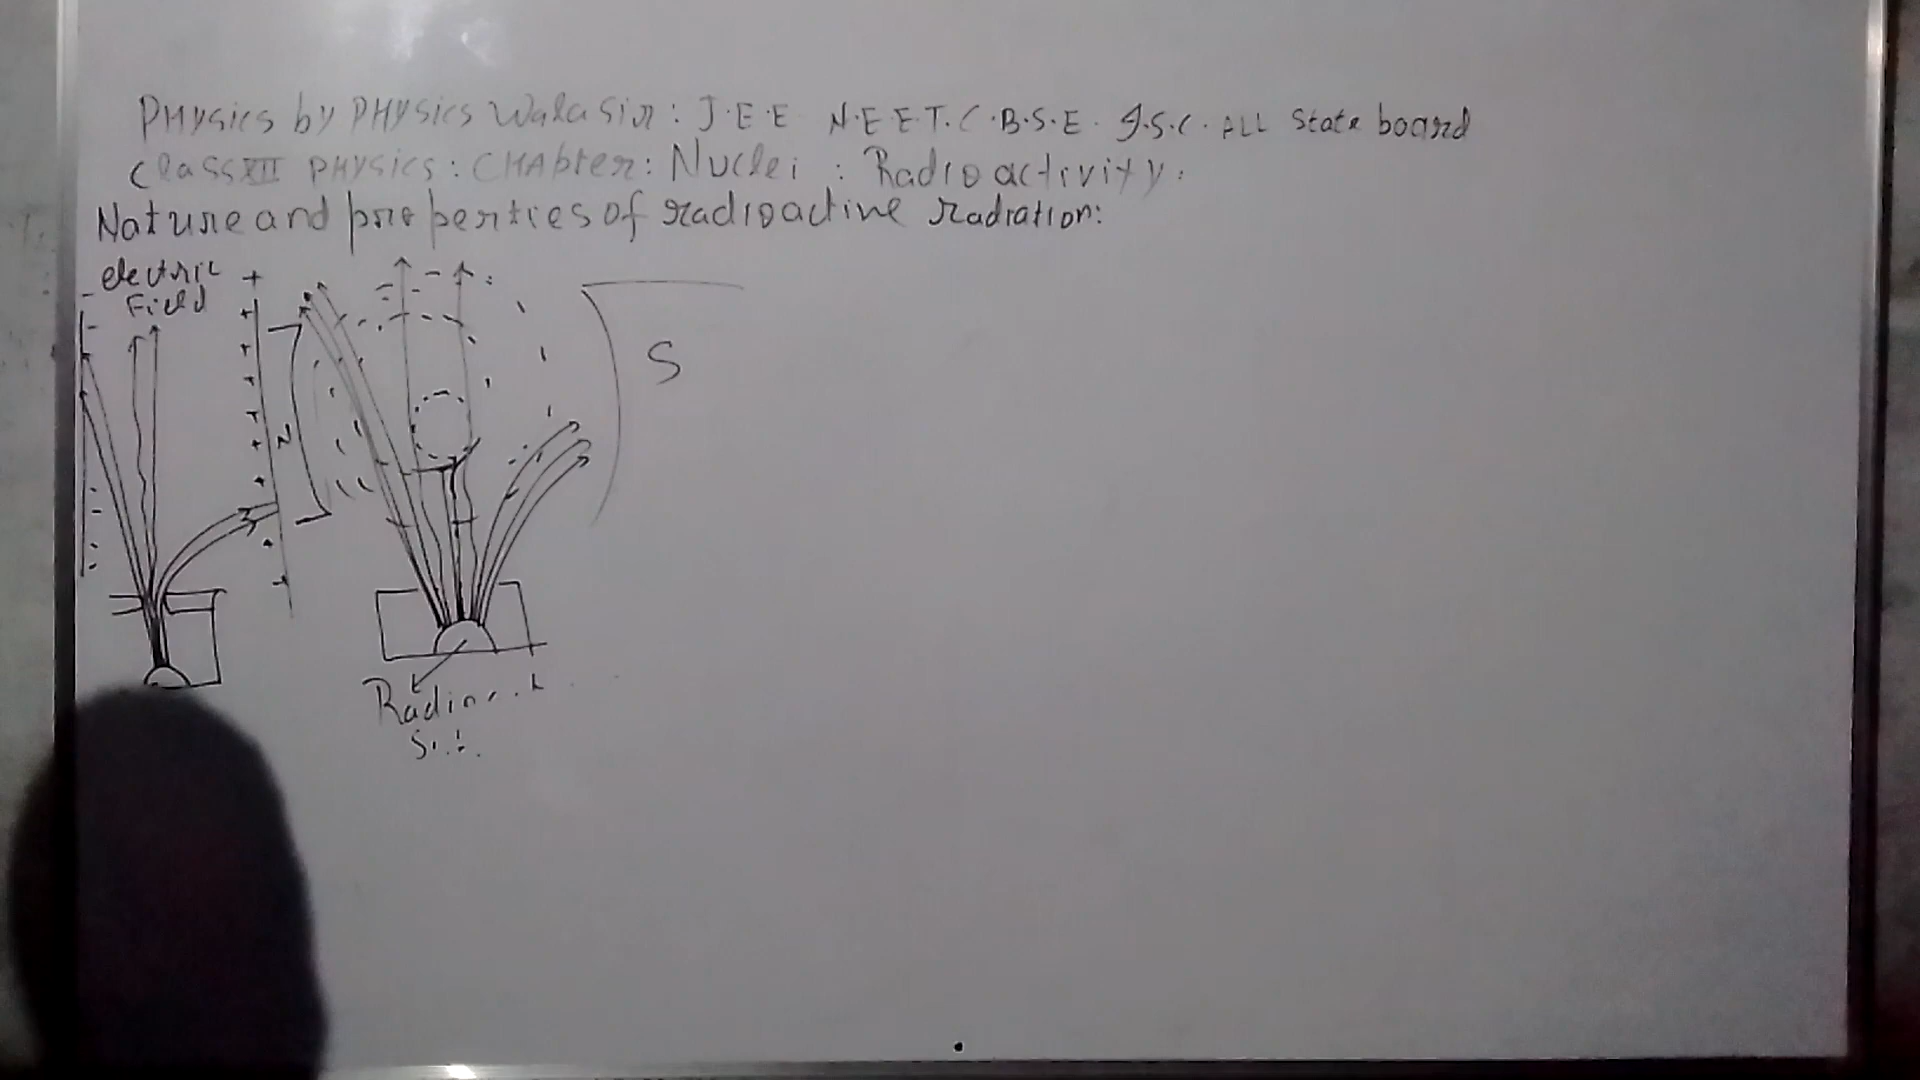 Physics by Physics Wala Sir: J.E.E N.E.E.T. C.B.S.E. I.S.C. ALL State board
Class XII Physics: Chapter: Nuclei : Radioactivity.
Nature and properties of radioactive radiation:
electric
Field
N
S